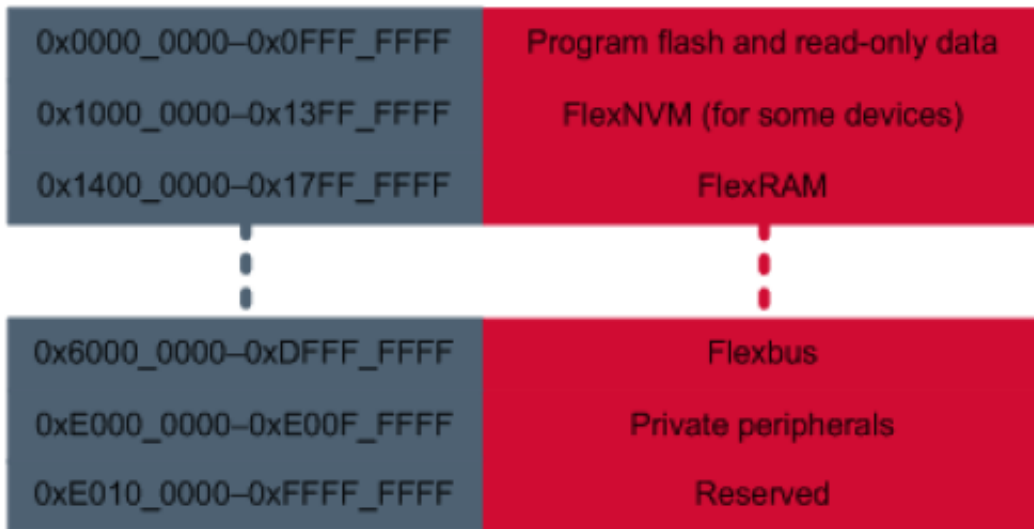 0x0000_0000–0x0FFF_FFFF Program flash and read-only data
0x1000_0000–0x13FF_FFFF FlexNVM (for some devices)
0x1400_0000–0x17FF_FFFF FlexRAM
0x6000_0000–0xDFFF_FFFF Flexbus
0xE000_0000–0xE00F_FFFF Private peripherals
0xE010_0000–0xFFFF_FFFF Reserved